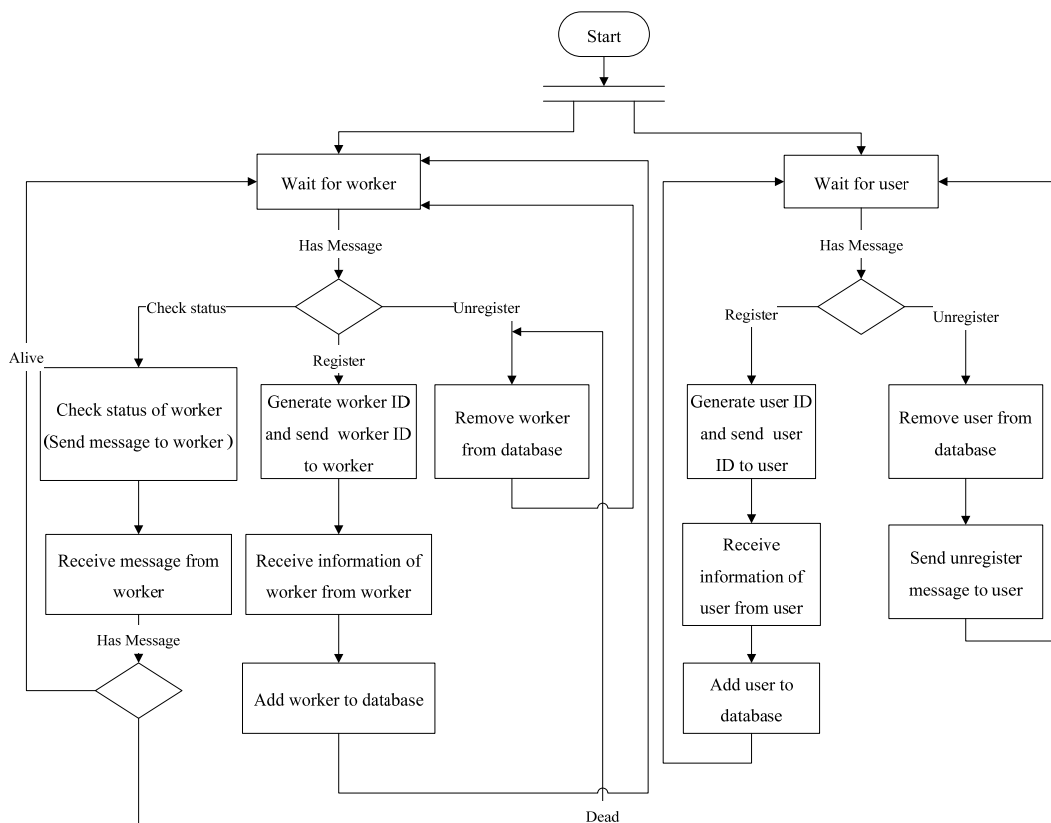 Start
Wait for worker
Wait for user
Has Message
Has Message
Check status
Unregister
Register
Register
Unregister
Alive
Check status of worker
(Send message to worker)
Generate worker ID
and send worker ID
to worker
Remove worker
from database
Generate user ID
and send user
ID to user
Remove user from
database
Receive message from
worker
Receive information of
worker from worker
Receive
information of
user from user
Send unregister
message to user
Has Message
Add worker to database
Add user to
database
Dead